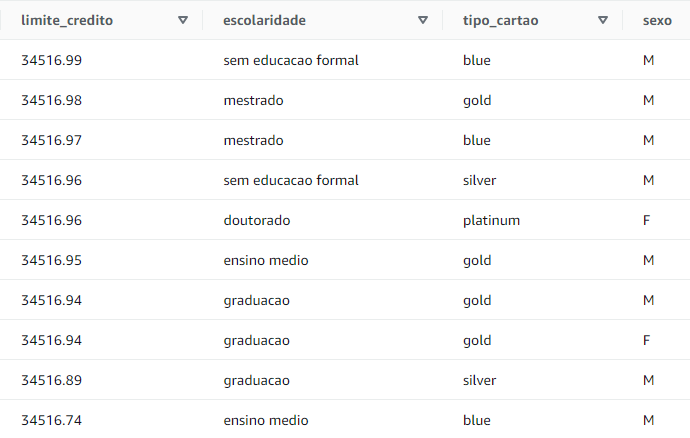 limite_credito escolaridade tipo_cartao sexo
34516.99 sem educacao formal blue M
34516.98 mestrado gold M
34516.97 mestrado blue M
34516.96 sem educacao formal silver M
34516.96 doutorado platinum F
34516.95 ensino medio gold M
34516.94 graduacao gold M
34516.94 graduacao gold F
34516.89 graduacao silver M
34516.74 ensino medio blue M